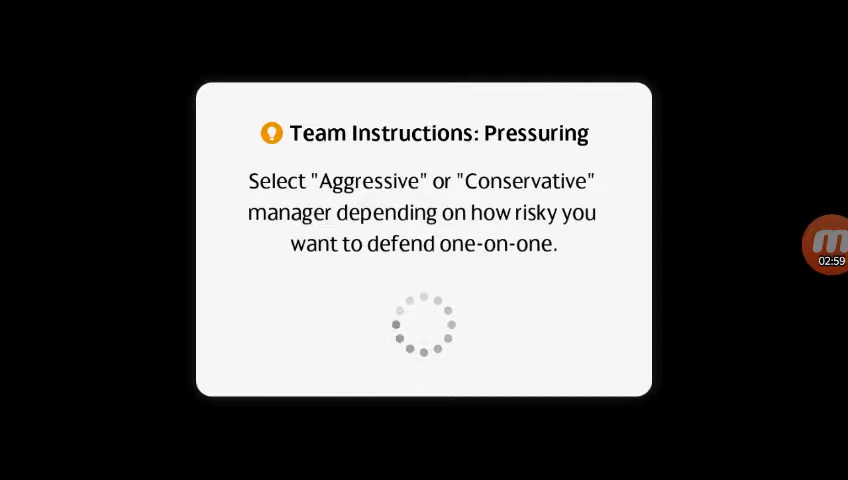 Team Instructions: Pressuring
Select "Aggressive" or "Conservative"
manager depending on how risky you
want to defend one-on-one.
02:59